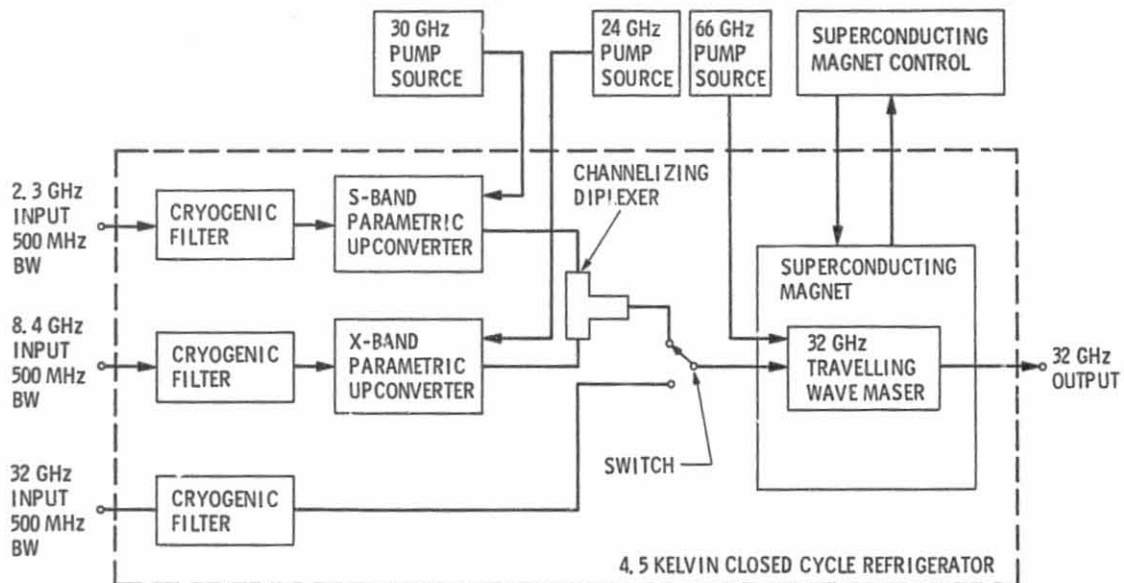 30 GHz
PUMP
SOURCE
24 GHz
PUMP
SOURCE
66 GHz
PUMP
SOURCE
SUPERCONDUCTING
MAGNET CONTROL
2.3 GHz
INPUT
500 MHz
BW
CRYOGENIC
FILTER
S-BAND
PARAMETRIC
UPCONVERTER
CHANNELIZING
DIPLEXER
SUPERCONDUCTING
MAGNET
8.4 GHz
INPUT
500 MHz
BW
CRYOGENIC
FILTER
X-BAND
PARAMETRIC
UPCONVERTER
32 GHz
TRAVELLING
WAVE MASER
32 GHz
OUTPUT
SWITCH
32 GHz
INPUT
500 MHz
BW
CRYOGENIC
FILTER
4.5 KELVIN CLOSED CYCLE REFRIGERATOR